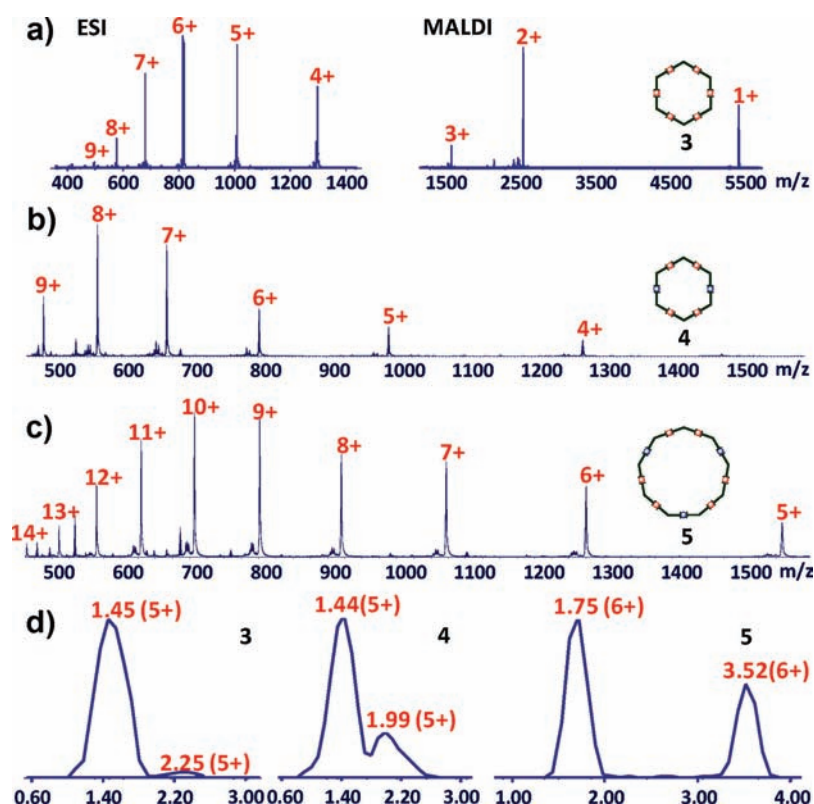 a) ESI MALDI
9+ 8+ 7+ 6+ 5+ 4+
3+ 2+ 1+
3
400 600 800 1000 1200 1400
1500 2500 3500 4500 5500 m/z
b)
9+ 8+ 7+ 6+ 5+ 4+
4
500 600 700 800 900 1000 1100 1200 1300 1400 1500 m/z
c)
14+ 13+ 12+ 11+ 10+ 9+ 8+ 7+ 6+ 5+
5
500 600 700 800 900 1000 1100 1200 1300 1400 1500 m/z
d)
1.45 (5+) 3
2.25 (5+)
0.60 1.40 2.20 3.00
1.44(5+) 4
1.99 (5+)
0.60 1.40 2.20 3.00
1.75 (6+) 5
3.52(6+)
1.00 2.00 3.00 4.00